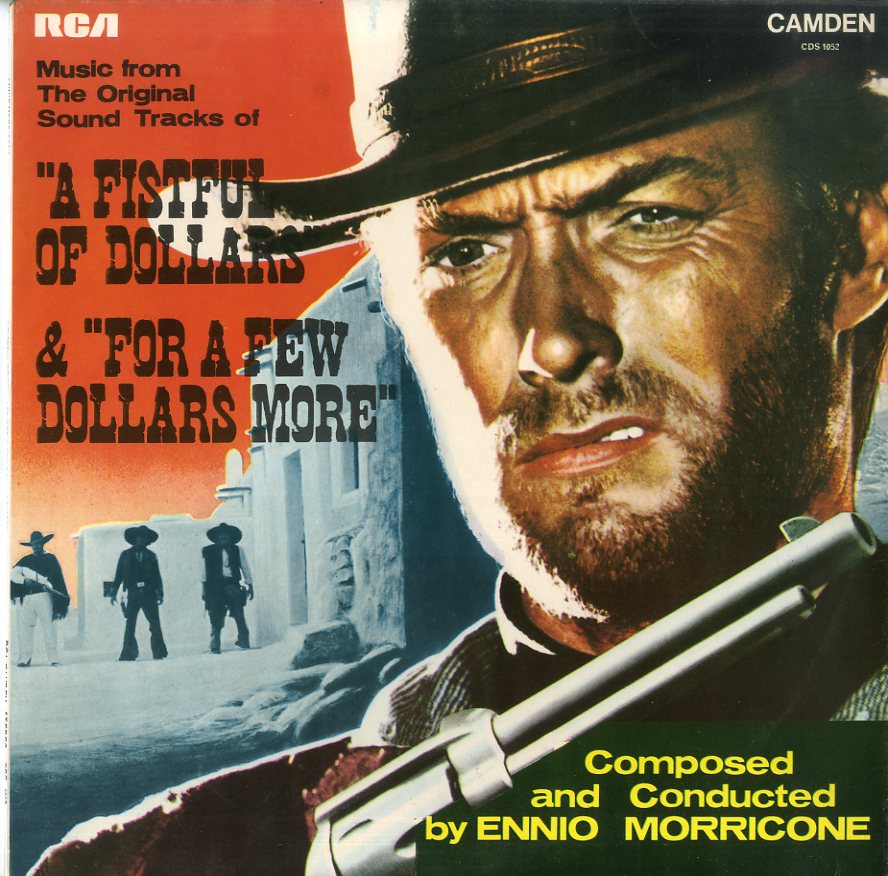 RCA
CAMDEN
CDS 1052
Music from
The Original
Sound Tracks of
"A FISTFUL
OF DOLLARS"
& "FOR A FEW
DOLLARS MORE"
Composed
and Conducted
by ENNIO MORRICONE